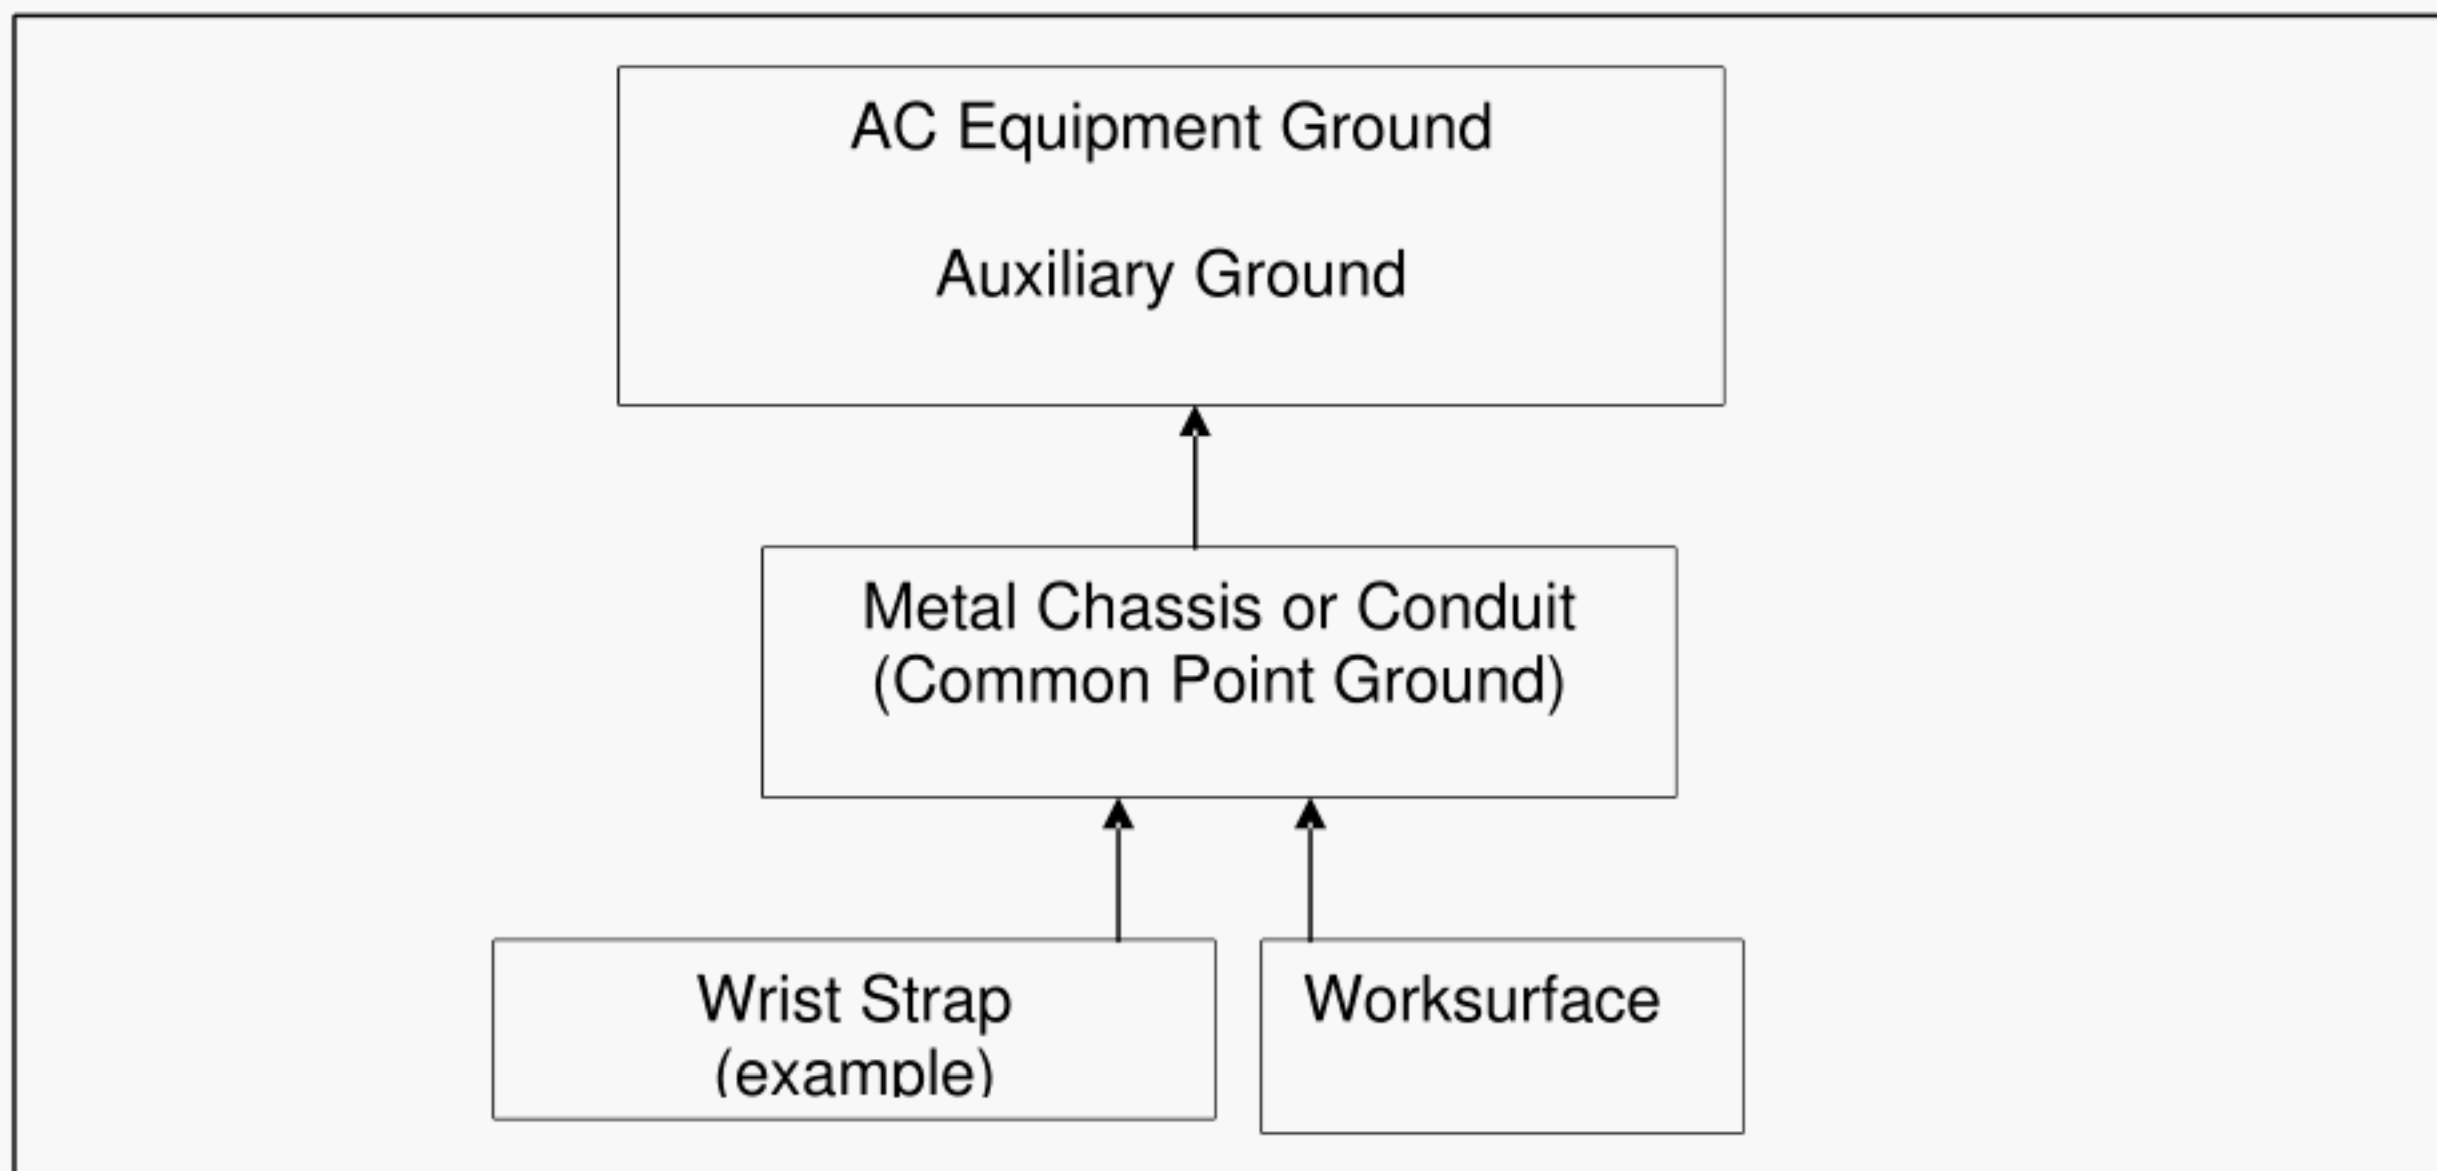 AC Equipment Ground
Auxiliary Ground
Metal Chassis or Conduit
(Common Point Ground)
Wrist Strap
(example)
Worksurface